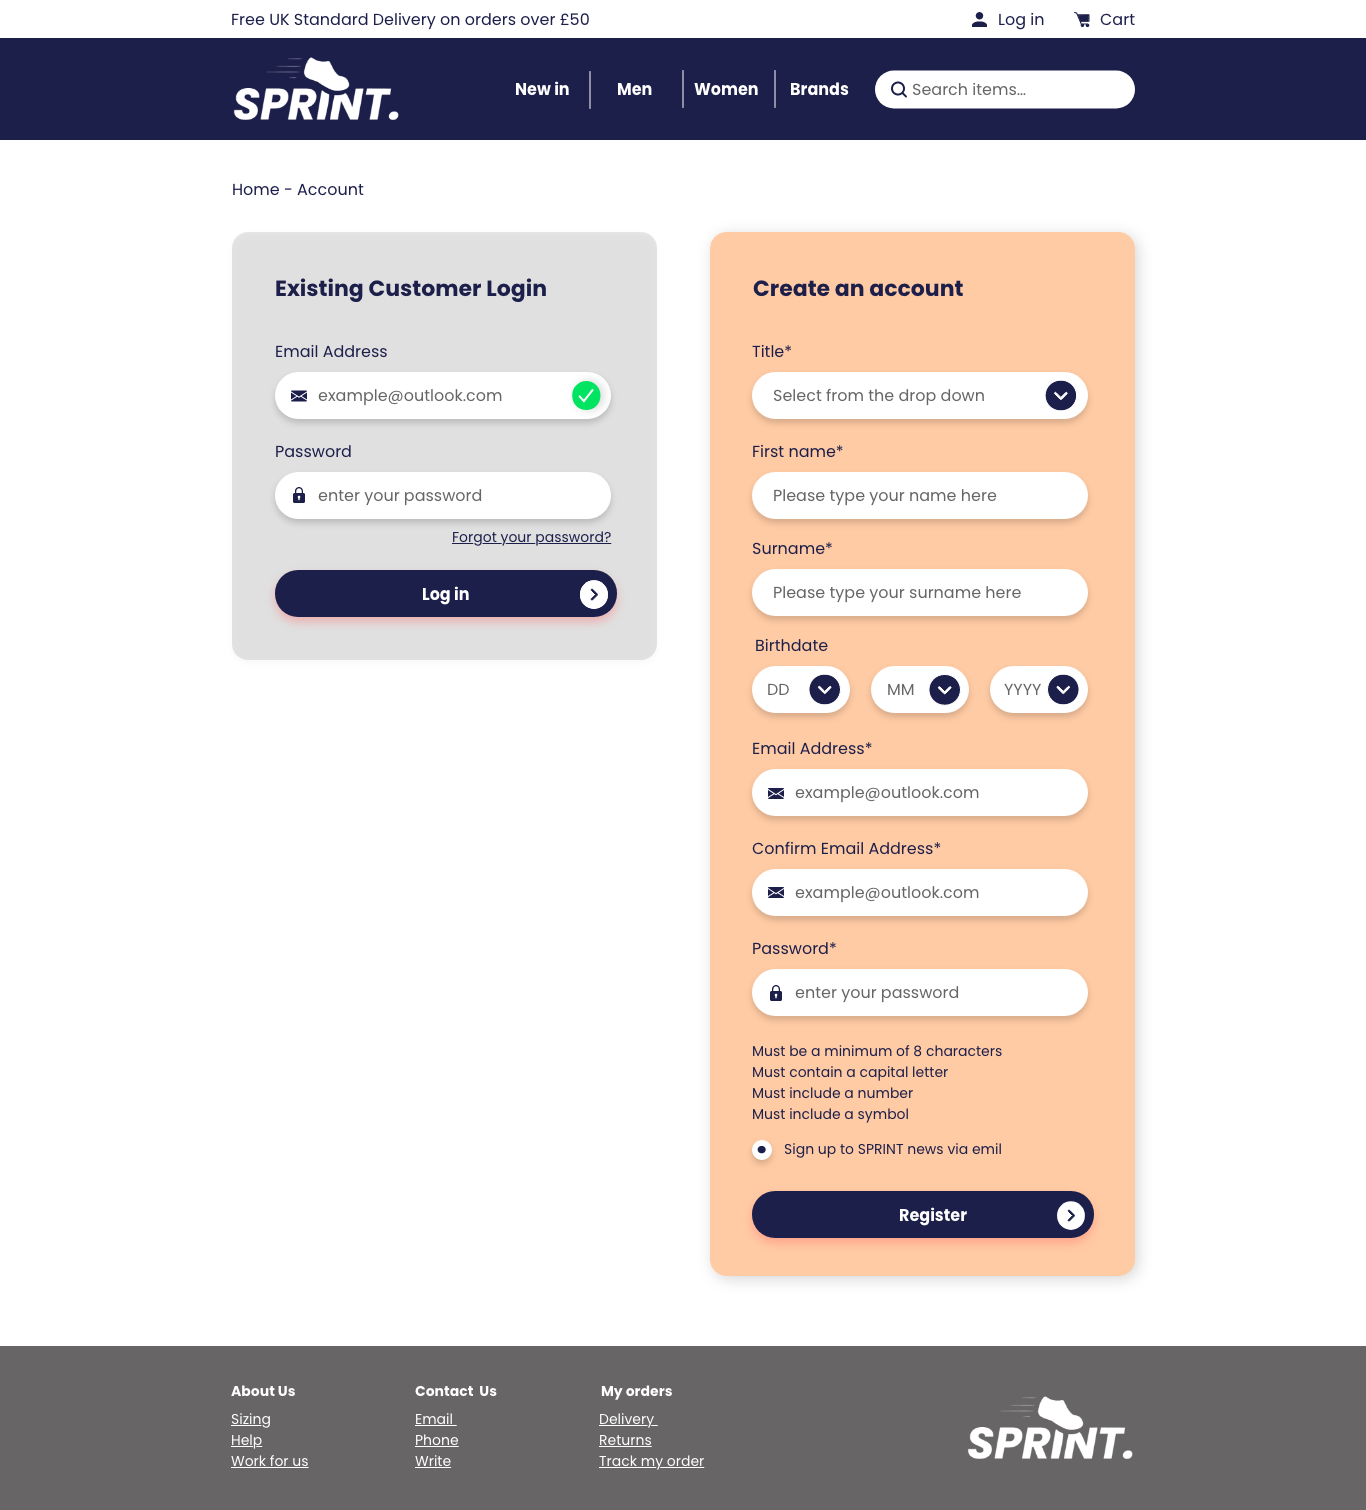 Free UK Standard Delivery on orders over £50
Log in
Cart
SPRINT.
New in
Men
Women
Brands
Search items...
Home - Account
Existing Customer Login
Email Address
example@outlook.com
Password
enter your password
Forgot your password?
Log in
Create an account
Title*
Select from the drop down
First name*
Please type your name here
Surname*
Please type your surname here
Birthdate
DD
MM
YYYY
Email Address*
example@outlook.com
Confirm Email Address*
example@outlook.com
Password*
enter your password
Must be a minimum of 8 characters
Must contain a capital letter
Must include a number
Must include a symbol
Sign up to SPRINT news via emil
Register
About Us
Sizing
Help
Work for us
Contact Us
Email
Phone
Write
My orders
Delivery
Returns
Track my order
SPRINT.